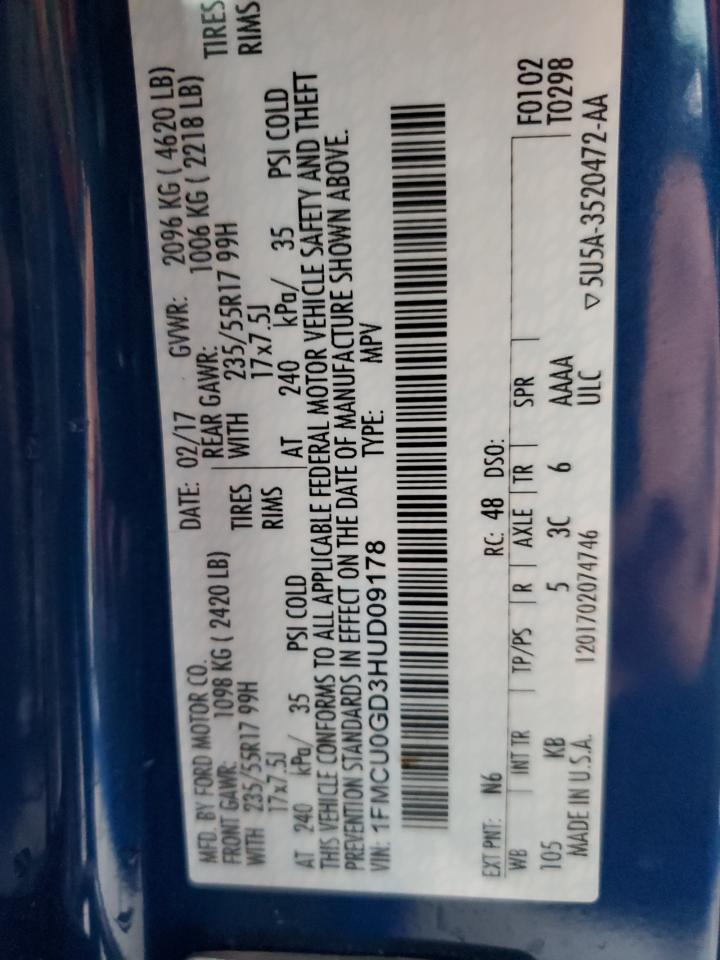 MFD. BY FORD MOTOR CO. DATE: 02/17 GVWR: 2096 KG ( 4620 LB)
FRONT GAWR: 1098 KG ( 2420 LB) REAR GAWR: 1006 KG ( 2218 LB)
WITH 235/55R17 99H TIRES WITH 235/55R17 99H TIRES
17x7.5J RIMS 17x7.5J RIMS
AT 240 kPa/ 35 PSI COLD AT 240 kPa/ 35 PSI COLD
THIS VEHICLE CONFORMS TO ALL APPLICABLE FEDERAL MOTOR VEHICLE SAFETY AND THEFT
PREVENTION STANDARDS IN EFFECT ON THE DATE OF MANUFACTURE SHOWN ABOVE.
VIN: 1FMCU0GD3HUD09178 TYPE: MPV
EXT PNT: N6 RC: 48 DSO: F0102
WB INT TR TP/PS R AXLE TR SPR T0298
105 KB 5 3C 6 AAAA
ULC
MADE IN U.S.A. 1201702074746 ▽5U5A-3520472-AA